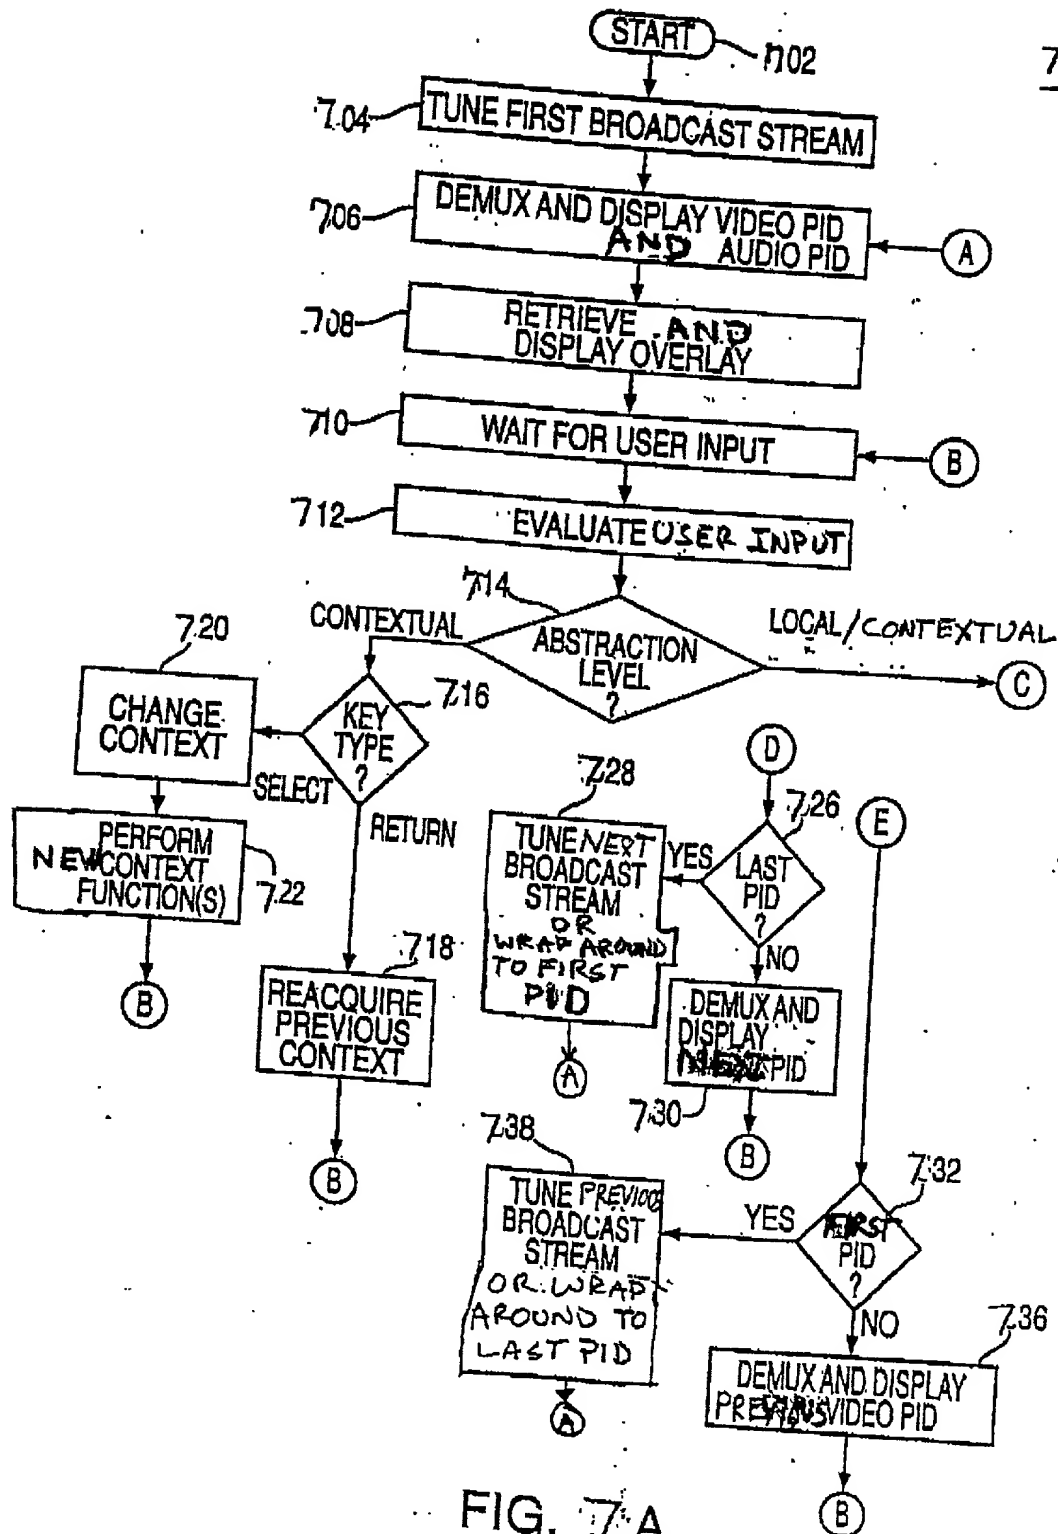 START
702
7
704
TUNE FIRST BROADCAST STREAM
706
DEMUX AND DISPLAY VIDEO PID
AND AUDIO PID
A
708
RETRIEVE AND
DISPLAY OVERLAY
710
WAIT FOR USER INPUT
B
712
EVALUATE USER INPUT
714
CONTEXTUAL
ABSTRACTION
LEVEL
?
LOCAL/CONTEXTUAL
C
720
CHANGE
CONTEXT
716
KEY
TYPE
?
SELECT
RETURN
PERFORM
NEW CONTEXT
FUNCTION(S)
722
B
718
REACQUIRE
PREVIOUS
CONTEXT
B
D
726
LAST
PID
?
YES
NO
728
TUNE NEXT
BROADCAST
STREAM
OR
WRAP AROUND
TO FIRST
PID
A
DEMUX AND
DISPLAY
NEXT PID
730
B
E
732
FIRST
PID
?
YES
NO
738
TUNE PREVIOUS
BROADCAST
STREAM
OR WRAP
AROUND TO
LAST PID
A
736
DEMUX AND DISPLAY
PREVIOUS VIDEO PID
B
FIG. 7A